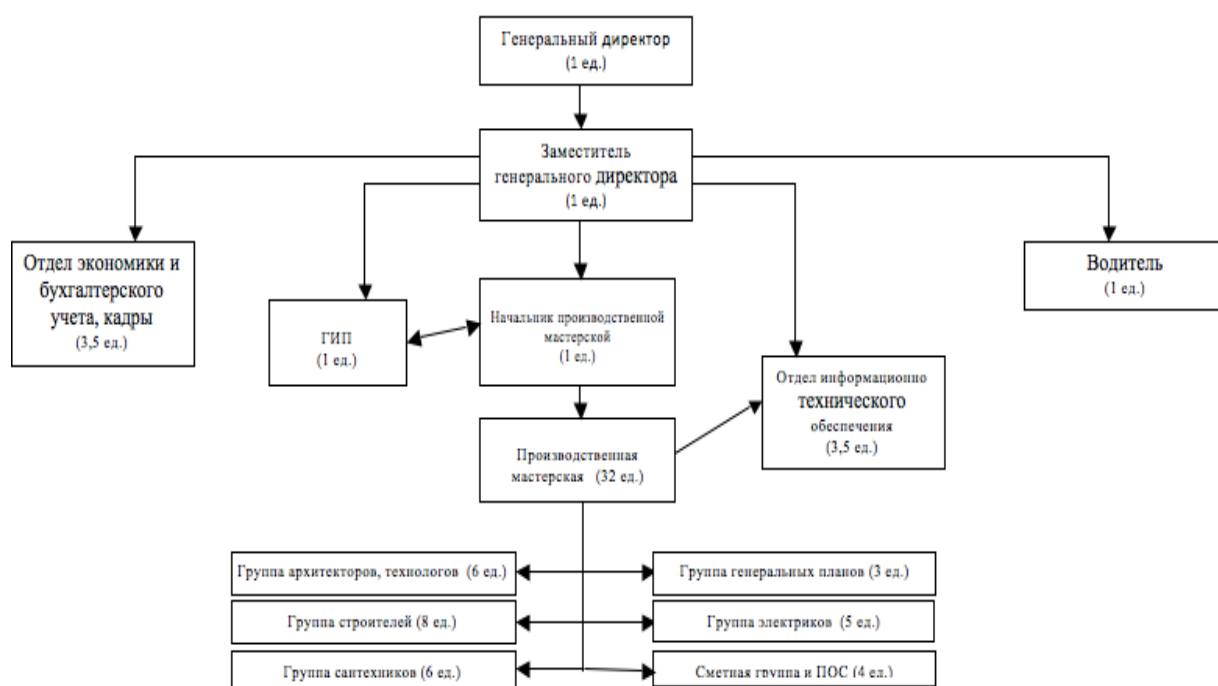 Генеральный директор
(1 ед.)
Заместитель
генерального директора
(1 ед.)
Отдел экономики и
бухгалтерского
учета, кадры
(3,5 ед.)
Водитель
(1 ед.)
ГИП
(1 ед.)
Начальник производственной
мастерской
(1 ед.)
Отдел информационно
технического
обеспечения
(3,5 ед.)
Производственная
мастерская (32 ед.)
Группа архитекторов, технологов (6 ед.)
Группа генеральных планов (3 ед.)
Группа строителей (8 ед.)
Группа электриков (5 ед.)
Группа сантехников (6 ед.)
Сметная группа и ПОС (4 ед.)